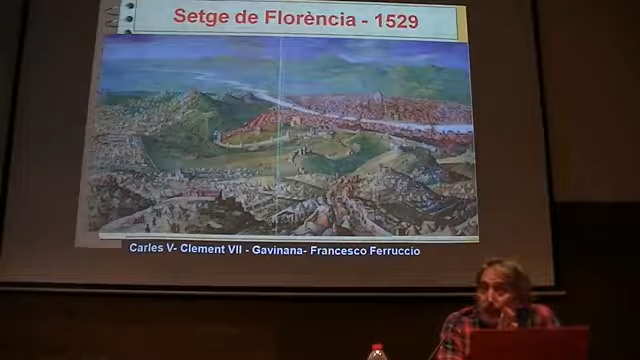 Setge de Florència - 1529
Carles V- Clement VII - Gavinana- Francesco Ferruccio